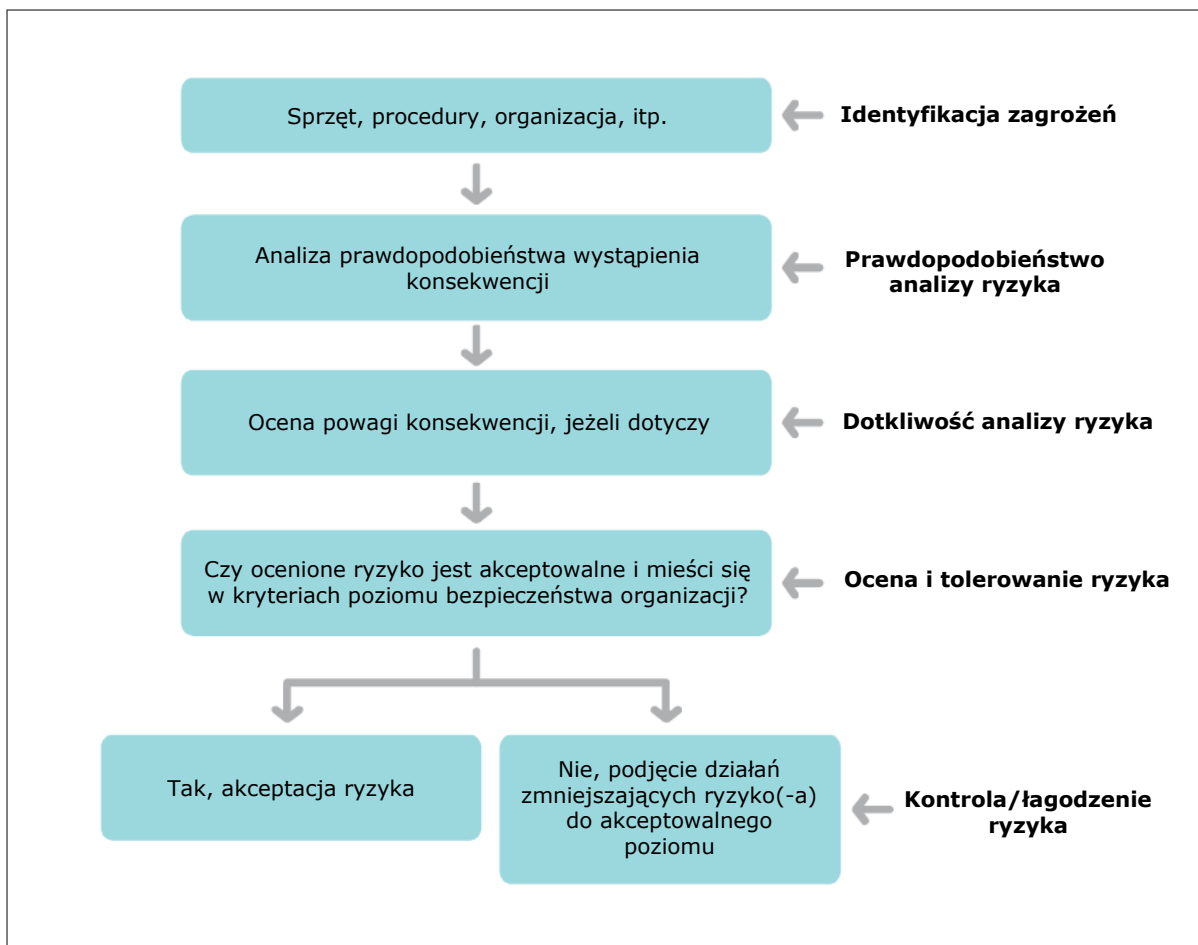 Sprzęt, procedury, organizacja, itp.
Identyfikacja zagrożeń
Analiza prawdopodobieństwa wystąpienia
konsekwencji
Prawdopodobieństwo
analizy ryzyka
Ocena powagi konsekwencji, jeżeli dotyczy
Dotkliwość analizy ryzyka
Czy ocenione ryzyko jest akceptowalne i mieści się
w kryteriach poziomu bezpieczeństwa organizacji?
Ocena i tolerowanie ryzyka
Tak, akceptacja ryzyka
Nie, podjęcie działań
zmniejszających ryzyko(-a)
do akceptowalnego
poziomu
Kontrola/łagodzenie
ryzyka